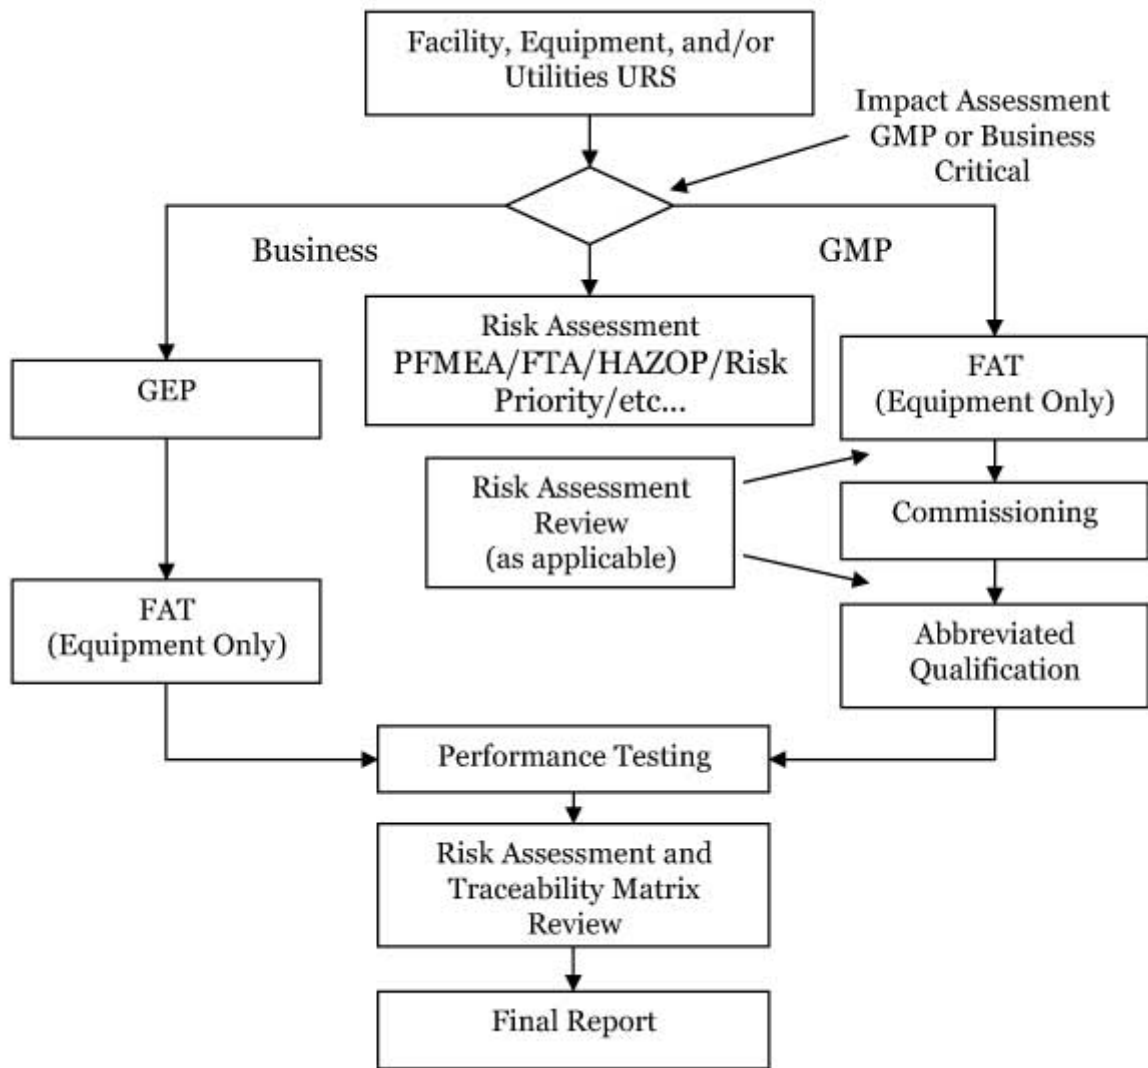 Facility, Equipment, and/or
Utilities URS
Impact Assessment
GMP or Business
Critical
Business
GMP
Risk Assessment
PFMEA/FTA/HAZOP/Risk
Priority/etc...
GEP
FAT
(Equipment Only)
Risk Assessment
Review
(as applicable)
Commissioning
FAT
(Equipment Only)
Abbreviated
Qualification
Performance Testing
Risk Assessment and
Traceability Matrix
Review
Final Report